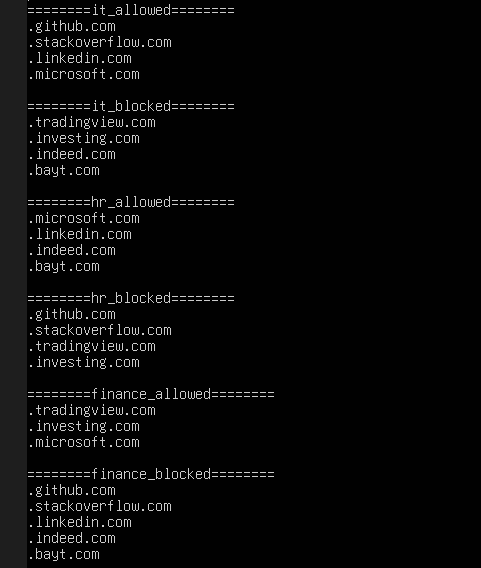 ========it_allowed========
.github.com
.stackoverflow.com
.linkedin.com
.microsoft.com

========it_blocked========
.tradingview.com
.investing.com
.indeed.com
.bayt.com

========hr_allowed========
.microsoft.com
.linkedin.com
.indeed.com
.bayt.com

========hr_blocked========
.github.com
.stackoverflow.com
.tradingview.com
.investing.com

========finance_allowed========
.tradingview.com
.investing.com
.microsoft.com

========finance_blocked========
.github.com
.stackoverflow.com
.linkedin.com
.indeed.com
.bayt.com